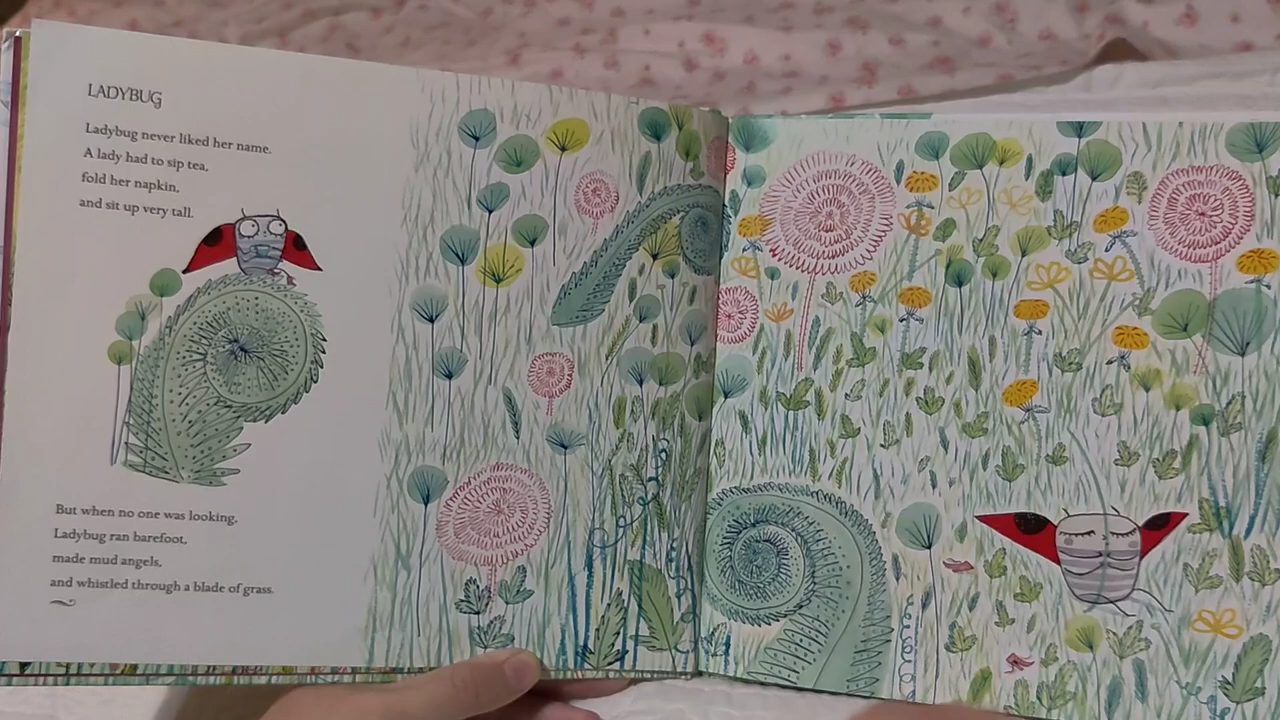 LADYBUG
Ladybug never liked her name.
A lady had to sip tea,
fold her napkin,
and sit up very tall.
But when no one was looking,
Ladybug ran barefoot,
made mud angels,
and whistled through a blade of grass.